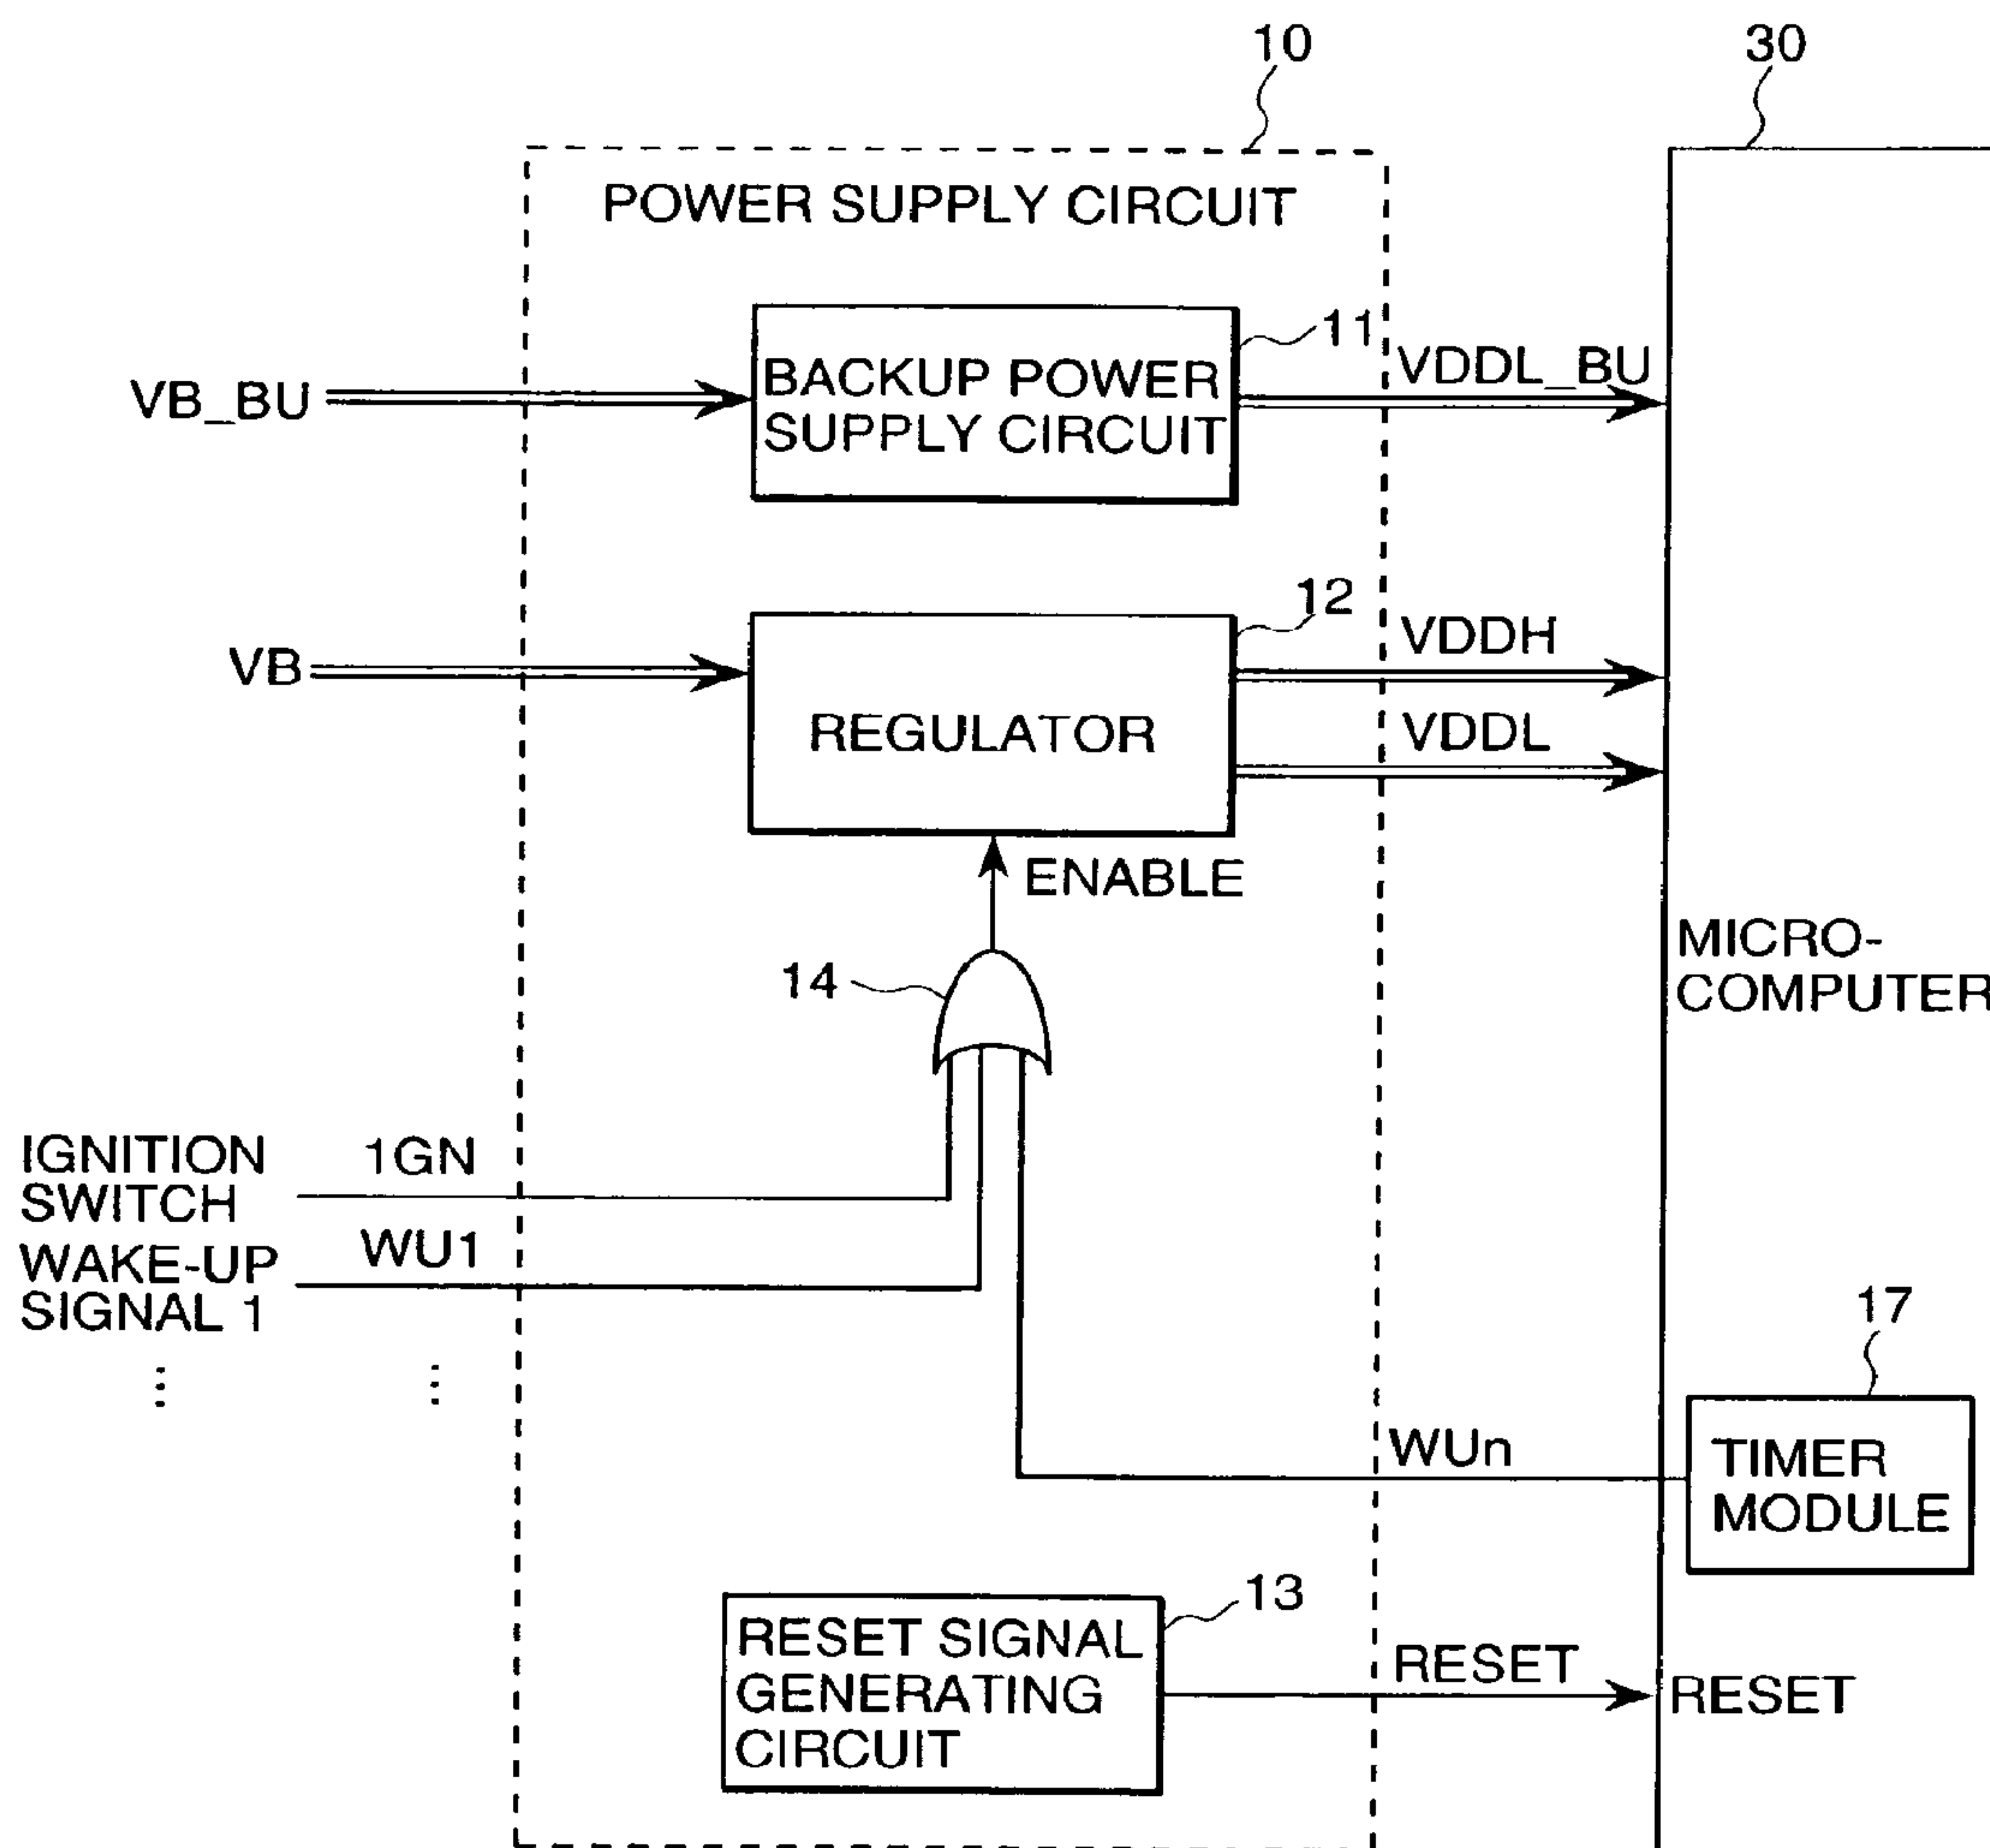 10
30
POWER SUPPLY CIRCUIT
11
VB_BU
BACKUP POWER
SUPPLY CIRCUIT
VDDL_BU
12
VB
REGULATOR
VDDH
VDDL
ENABLE
MICRO-
COMPUTER
14
IGNITION
SWITCH
1GN
WAKE-UP
SIGNAL 1
WU1
⋮
⋮
17
WUn
TIMER
MODULE
13
RESET SIGNAL
GENERATING
CIRCUIT
RESET
RESET